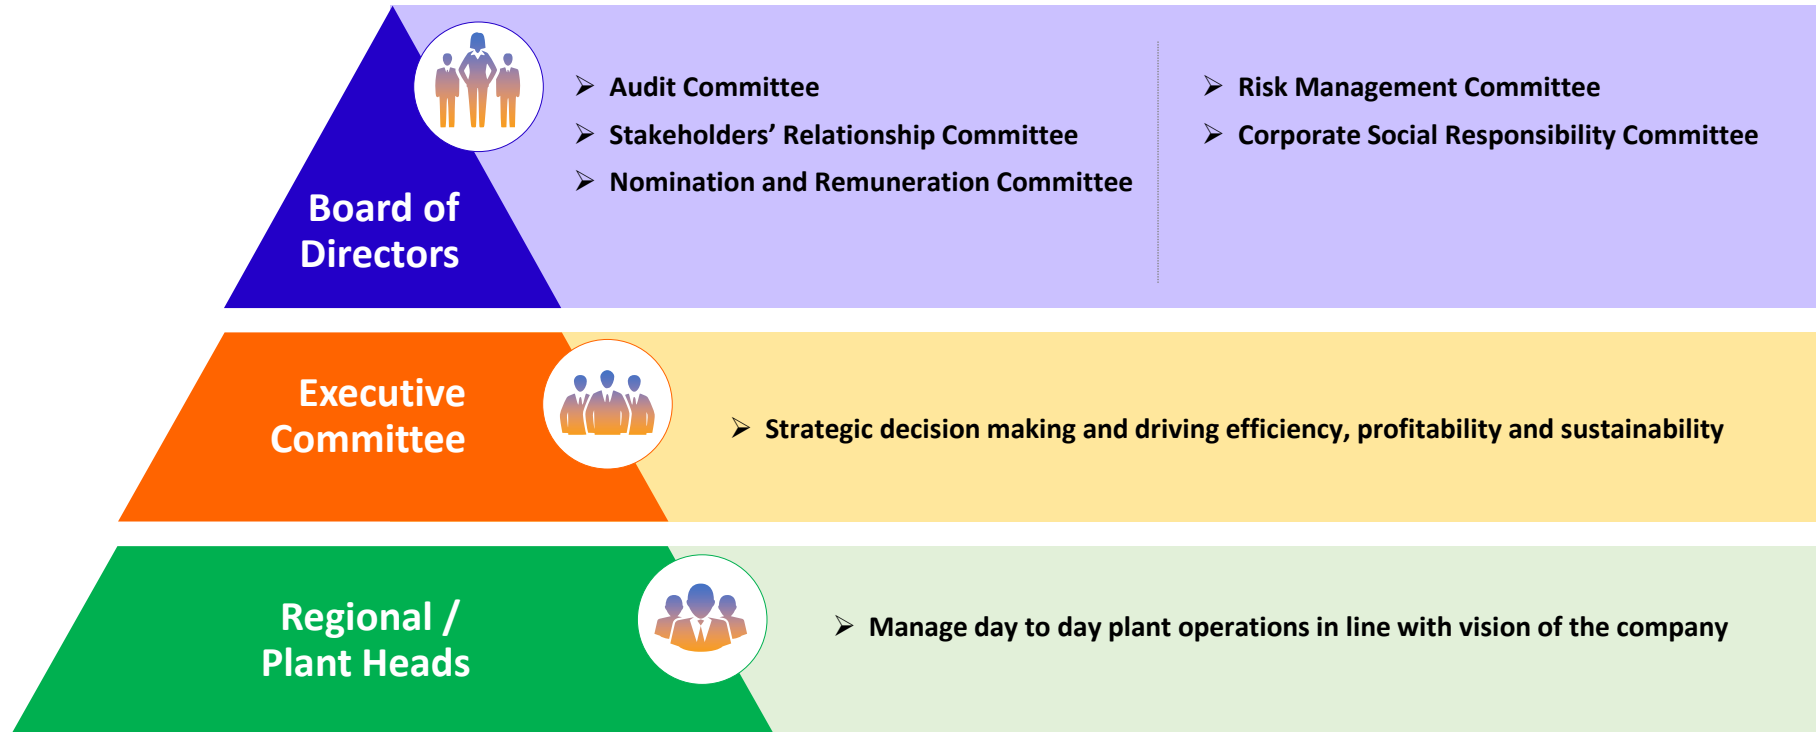 Board of
Directors
➢ Audit Committee
➢ Stakeholders’ Relationship Committee
➢ Nomination and Remuneration Committee
➢ Risk Management Committee
➢ Corporate Social Responsibility Committee
Executive
Committee
➢ Strategic decision making and driving efficiency, profitability and sustainability
Regional /
Plant Heads
➢ Manage day to day plant operations in line with vision of the company